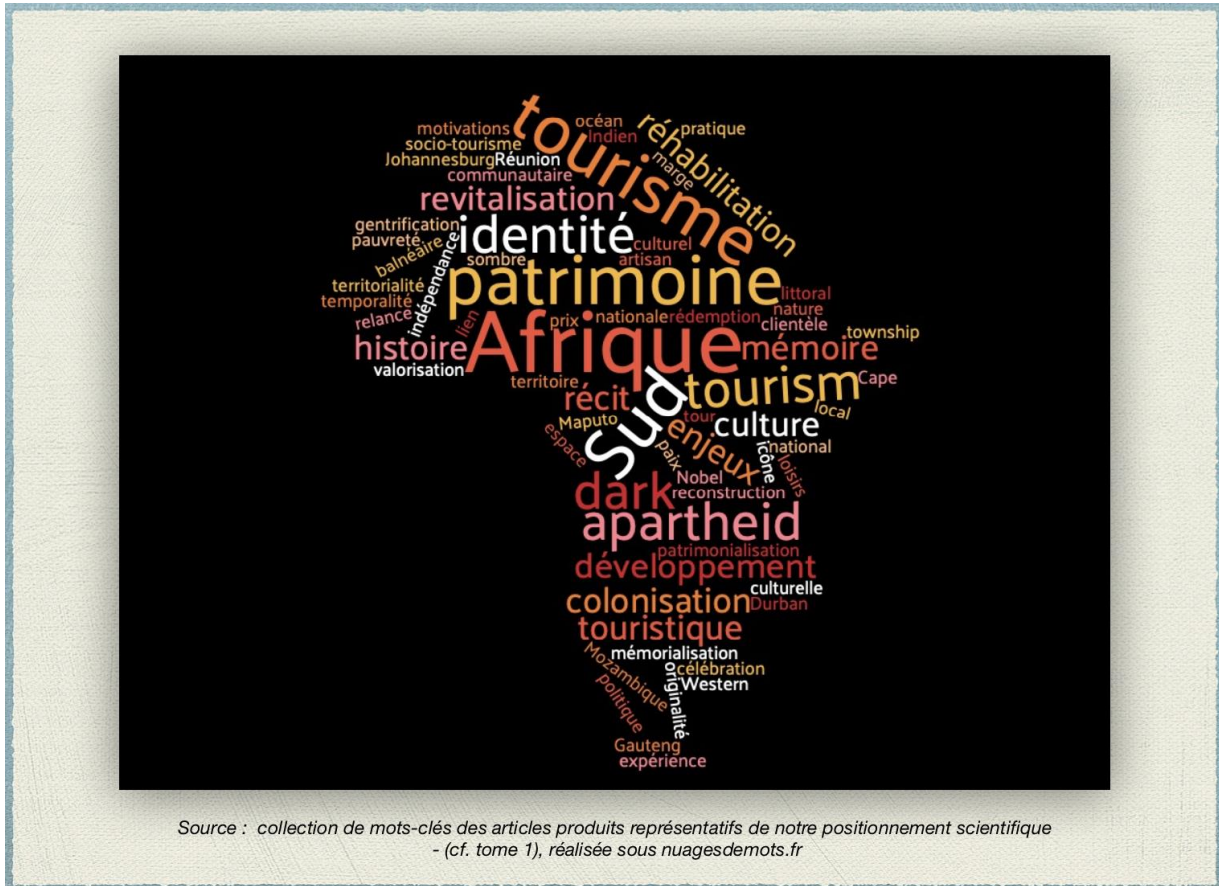 tourisme
océan
Indien
réhabilitation
pratique
marge
motivations
socio-tourisme
Johannesburg
Réunion
communautaire
revitalisation
gentrification
pauvreté
balnéaire
indépendance
identité
culturel
sombre
artisan
patrimoine
territorialité
temporalité
relance
lien
littoral
nature
prix
nationale
rédemption
clientèle
township
histoire
Afrique
mémoire
valorisation
territoire
récit
Sud
tourism
Cape
local
Maputo
espace
tour
culture
enjeux
paix
icône
national
loisirs
Nobel
dark
reconstruction
apartheid
patrimonialisation
développement
culturelle
colonisation
Durban
touristique
mémorialisation
Mozambique
célébration
originalité
Western
politique
Gauteng
expérience
Source : collection de mots-clés des articles produits représentatifs de notre positionnement scientifique
- (cf. tome 1), réalisée sous nuagesdemots.fr